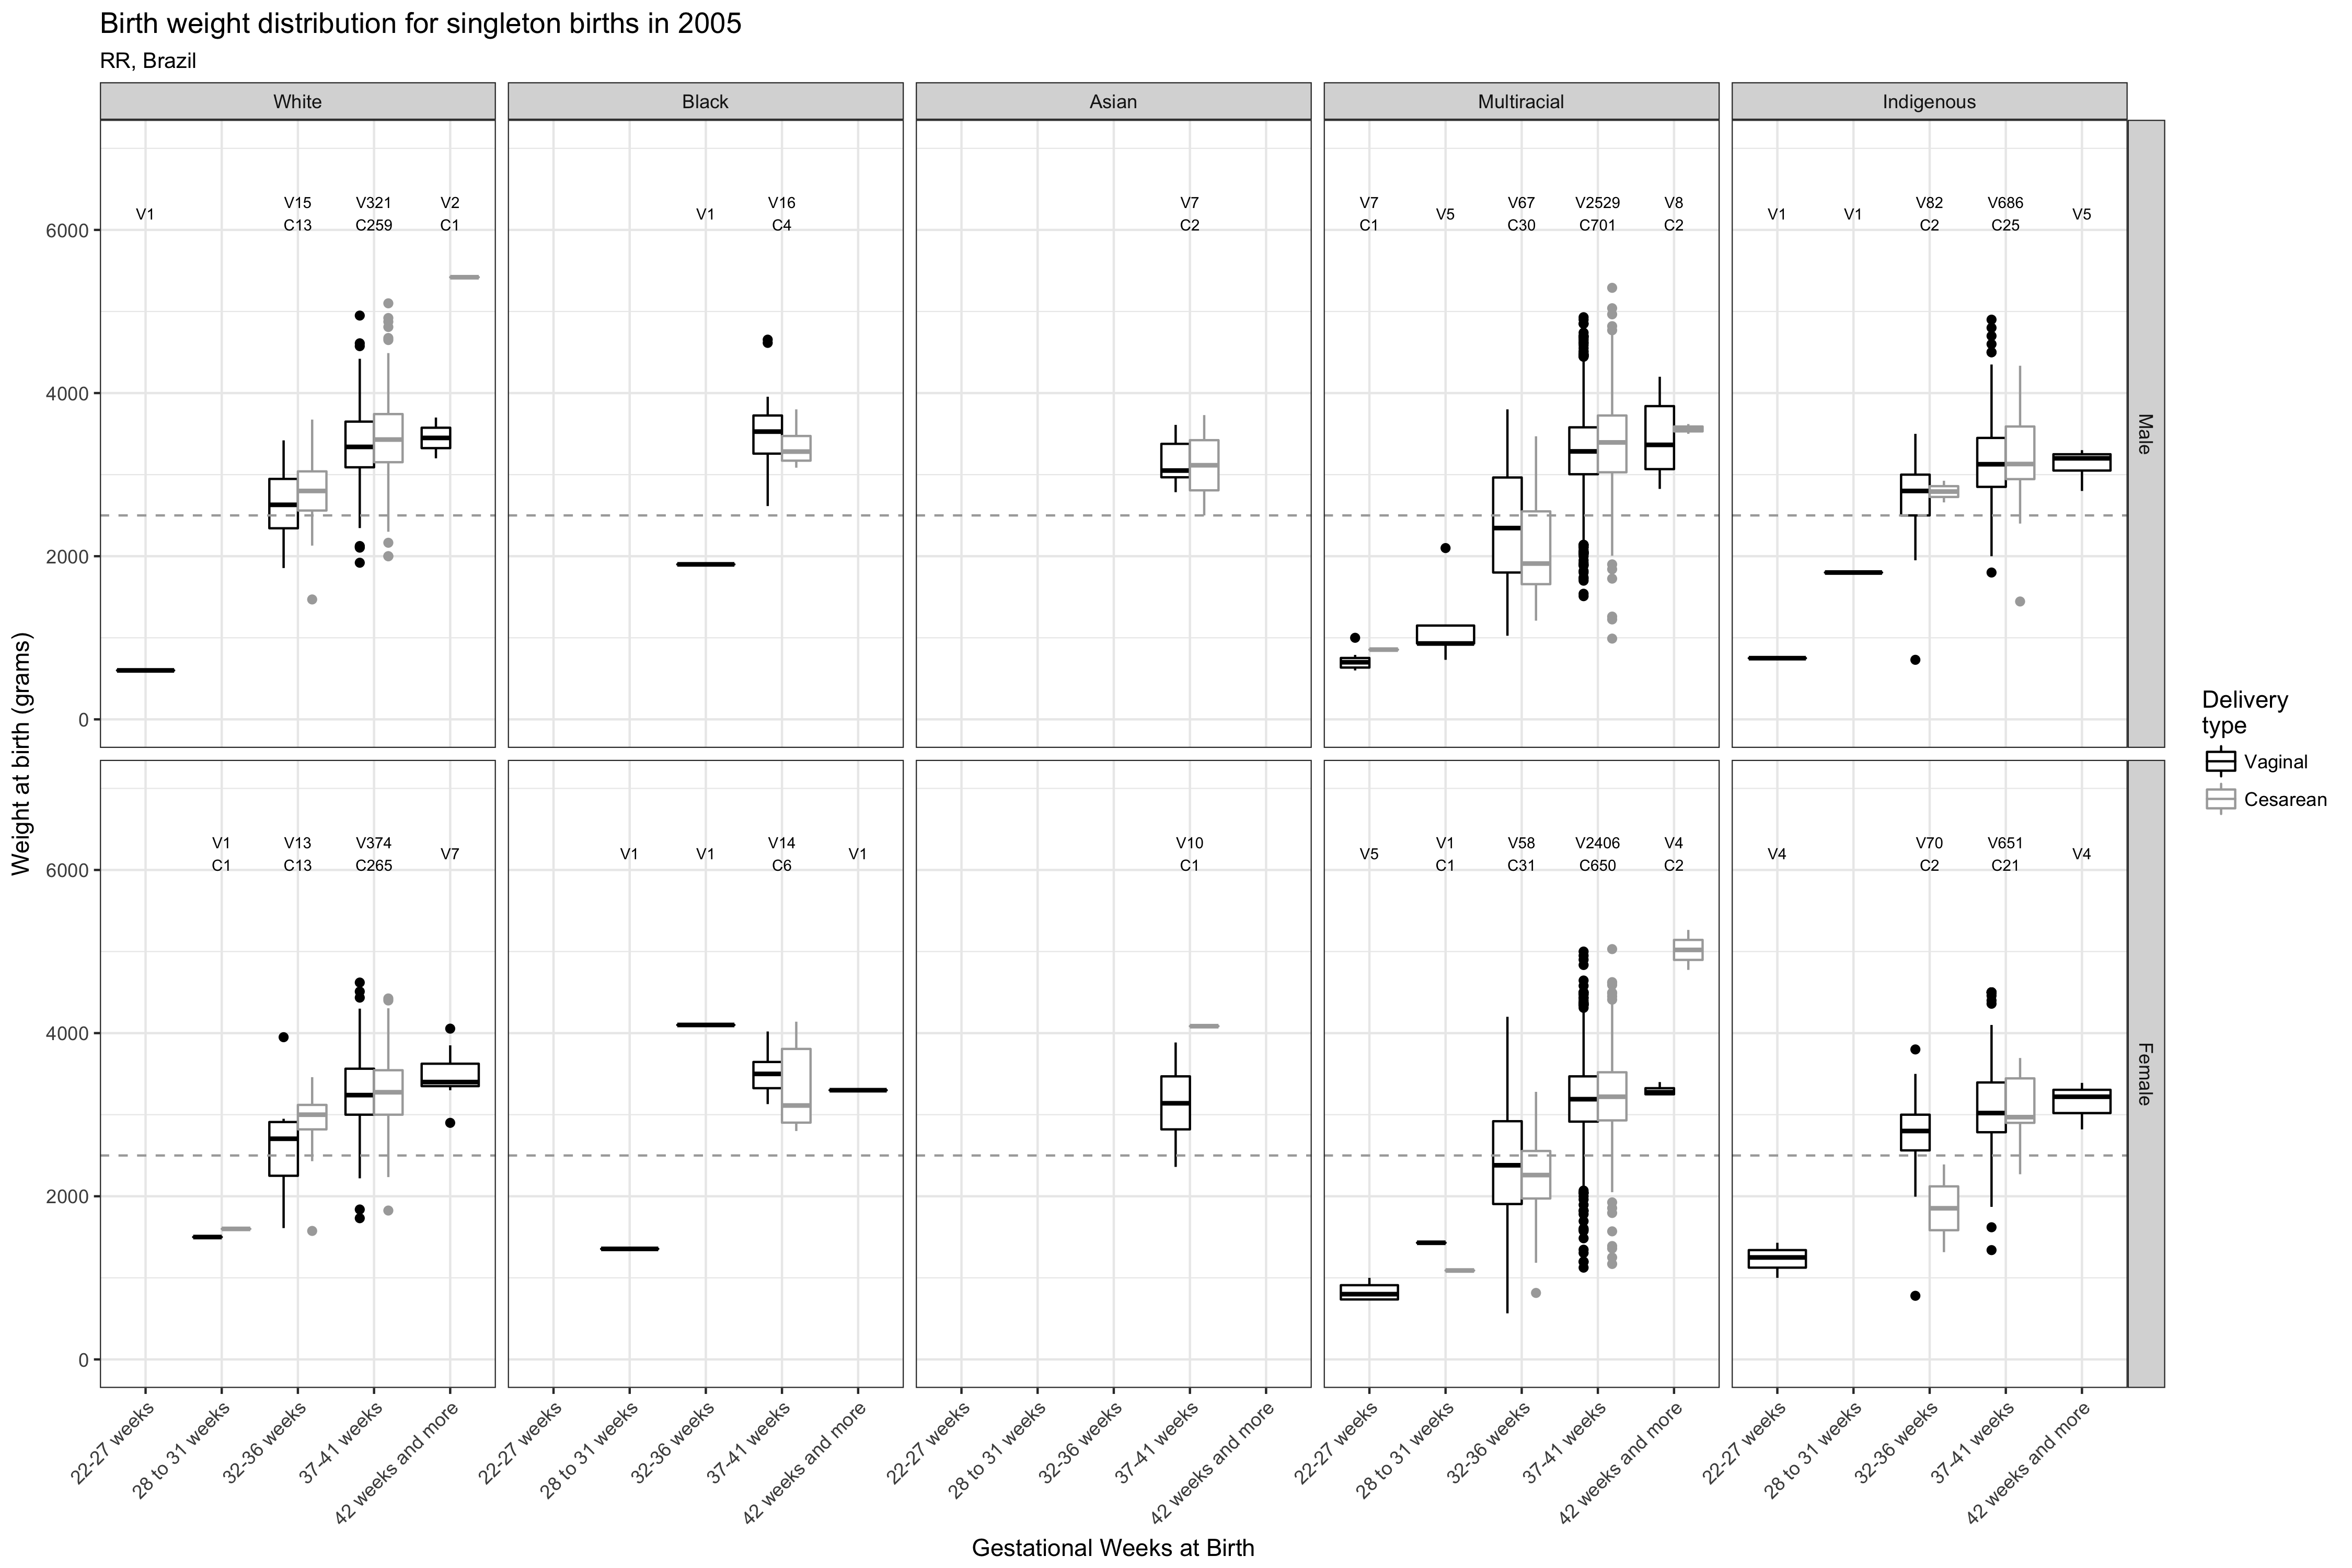 Birth weight distribution for singleton births in 2005
RR, Brazil
White
Black
Asian
Multiracial
Indigenous
Weight at birth (grams)
6000
4000
2000
0
V1
V15
C13
V321
C259
V2
C1
V1
V16
C4
V7
C2
V7
C1
V5
V67
C30
V2529
C701
V8
C2
V1
V1
V82
C2
V686
C25
V5
Male
6000
4000
2000
0
V1
C1
V13
C13
V374
C265
V7
V1
V1
V14
C6
V1
V10
C1
V5
V1
C1
V58
C31
V2406
C650
V4
C2
V4
V70
C2
V651
C21
V4
Female
22-27 weeks
28 to 31 weeks
32-36 weeks
37-41 weeks
42 weeks and more
22-27 weeks
28 to 31 weeks
32-36 weeks
37-41 weeks
42 weeks and more
22-27 weeks
28 to 31 weeks
32-36 weeks
37-41 weeks
42 weeks and more
22-27 weeks
28 to 31 weeks
32-36 weeks
37-41 weeks
42 weeks and more
22-27 weeks
28 to 31 weeks
32-36 weeks
37-41 weeks
42 weeks and more
Gestational Weeks at Birth
Delivery
type
Vaginal
Cesarean